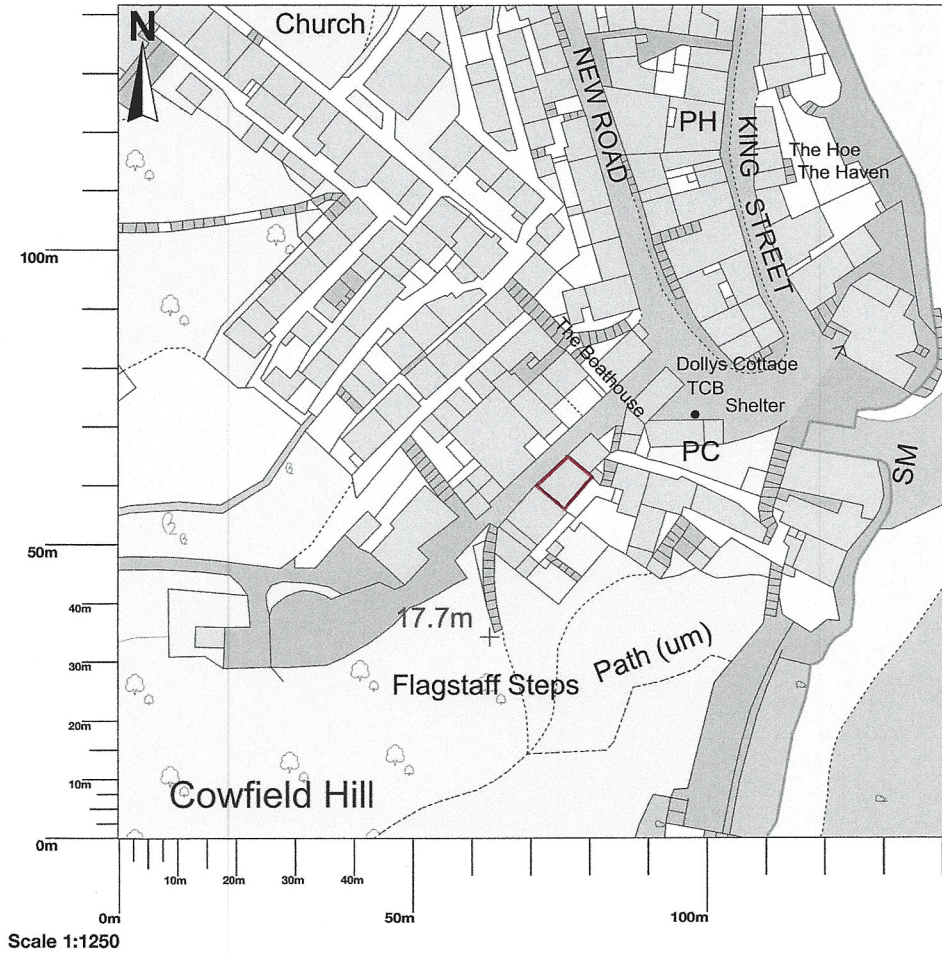 N
Church
NEW ROAD
PH
KING STREET
The Hoe
The Haven
100m
The Boathouse
Dollys Cottage
TCB
Shelter
PC
SM
50m
40m
17.7m
Path (um)
30m
Flagstaff Steps
20m
10m
Cowfield Hill
0m
10m
20m
30m
40m
0m
50m
100m
Scale 1:1250